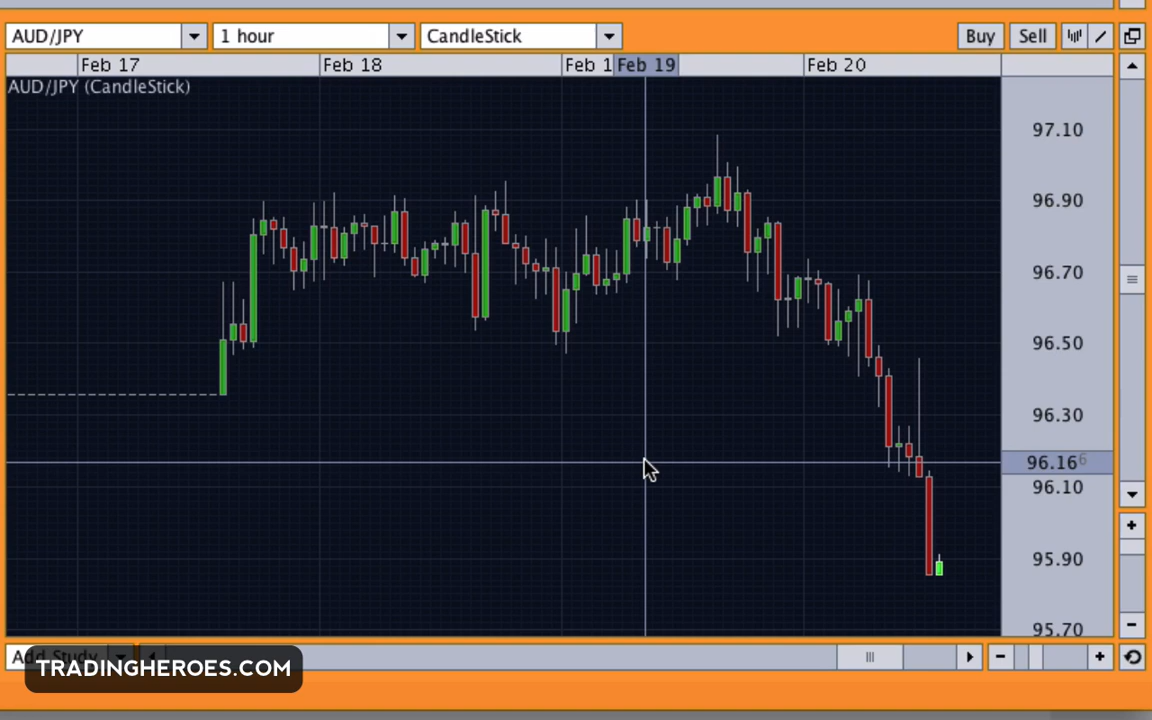 AUD/JPY 1 hour CandleStick Buy Sell
Feb 17 Feb 18 Feb 1 Feb 19 Feb 20
AUD/JPY (CandleStick)
97.10
96.90
96.70
96.50
96.30
96.166
96.10
95.90
95.70
Add Study
TRADINGHEROES.COM